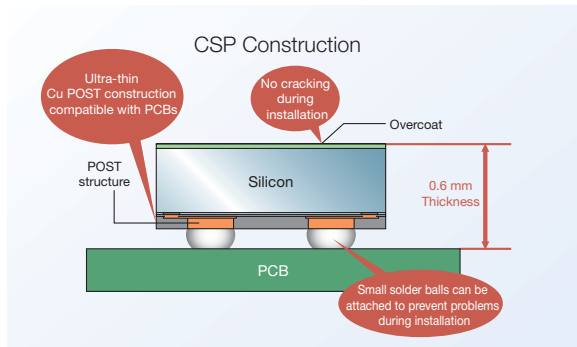 CSP Construction
Ultra-thin
Cu POST construction
compatible with PCBs
No cracking
during
installation
Overcoat
POST
structure
Silicon
0.6 mm
Thickness
PCB
Small solder balls can be
attached to prevent problems
during installation